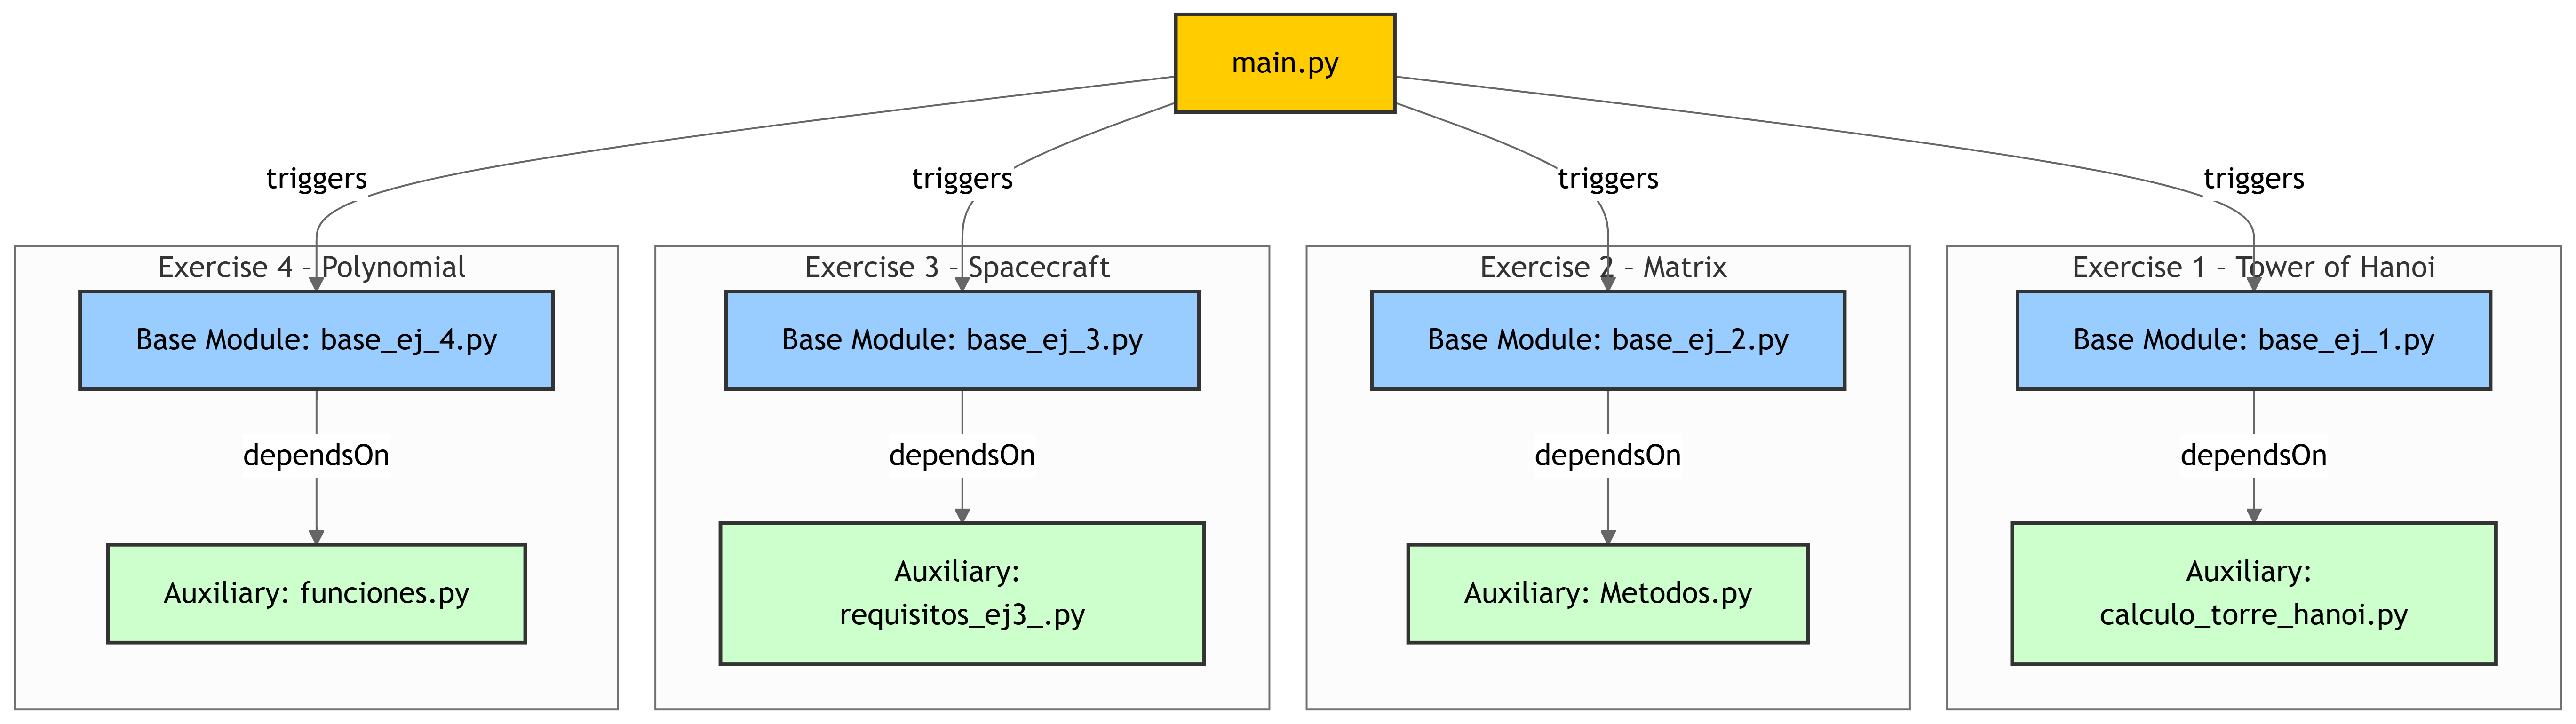 main.py
triggers
triggers
triggers
triggers
Exercise 4 - Polynomial
Exercise 3 - Spacecraft
Exercise 2 - Matrix
Exercise 1 - Tower of Hanoi
Base Module: base_ej_4.py
Base Module: base_ej_3.py
Base Module: base_ej_2.py
Base Module: base_ej_1.py
dependsOn
dependsOn
dependsOn
dependsOn
Auxiliary: funciones.py
Auxiliary:
requisitos_ej3_.py
Auxiliary: Metodos.py
Auxiliary:
calculo_torre_hanoi.py